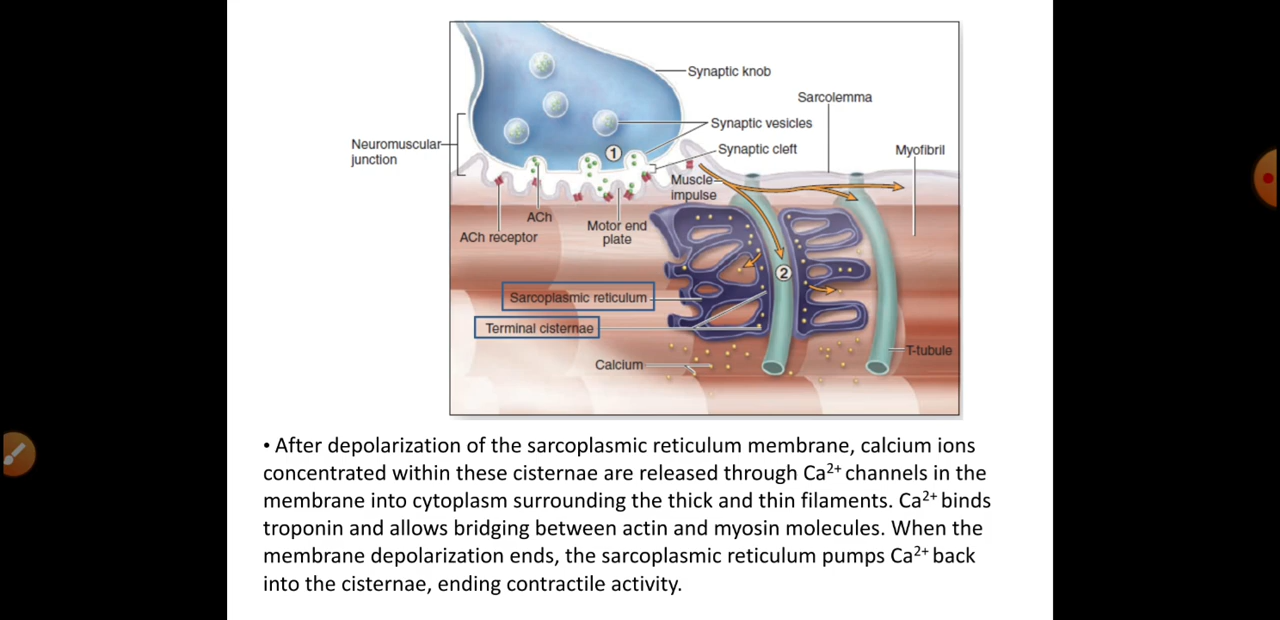 Synaptic knob
Sarcolemma
Synaptic vesicles
Neuromuscular
junction
1
Synaptic cleft
Myofibril
Muscle
impulse
ACh
Motor end
plate
ACh receptor
2
Sarcoplasmic reticulum
Terminal cisternae
T-tubule
Calcium
• After depolarization of the sarcoplasmic reticulum membrane, calcium ions
concentrated within these cisternae are released through Ca²⁺ channels in the
membrane into cytoplasm surrounding the thick and thin filaments. Ca²⁺ binds
troponin and allows bridging between actin and myosin molecules. When the
membrane depolarization ends, the sarcoplasmic reticulum pumps Ca²⁺ back
into the cisternae, ending contractile activity.